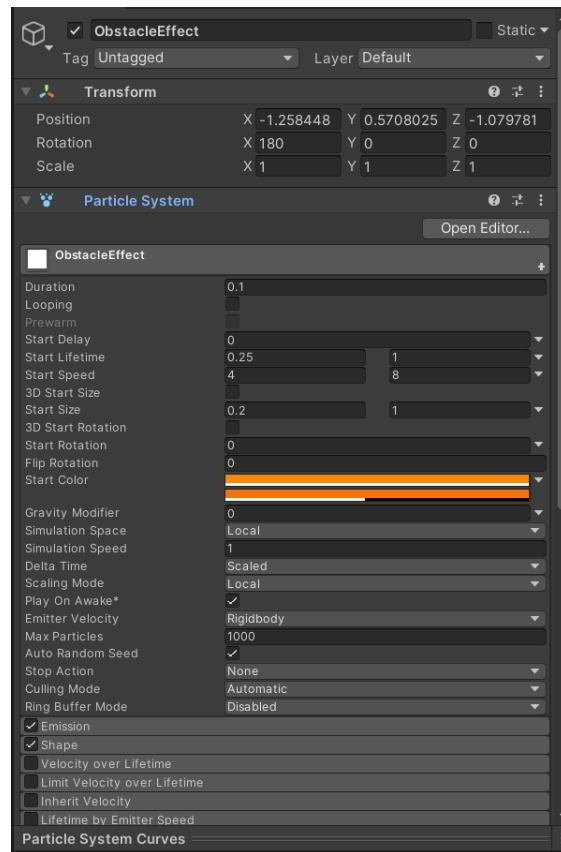 ObstacleEffect Static
Tag Untagged Layer Default
Transform
Position X -1.258448 Y 0.5708025 Z -1.079781
Rotation X 180 Y 0 Z 0
Scale X 1 Y 1 Z 1
Particle System
Open Editor...
ObstacleEffect
Duration 0.1
Looping
Prewarm
Start Delay 0
Start Lifetime 0.25 1
Start Speed 4 8
3D Start Size
Start Size 0.2 1
3D Start Rotation
Start Rotation 0
Flip Rotation 0
Start Color
Gravity Modifier 0
Simulation Space Local
Simulation Speed 1
Delta Time Scaled
Scaling Mode Local
Play On Awake*
Emitter Velocity Rigidbody
Max Particles 1000
Auto Random Seed
Stop Action None
Culling Mode Automatic
Ring Buffer Mode Disabled
Emission
Shape
Velocity over Lifetime
Limit Velocity over Lifetime
Inherit Velocity
Lifetime by Emitter Speed
Particle System Curves